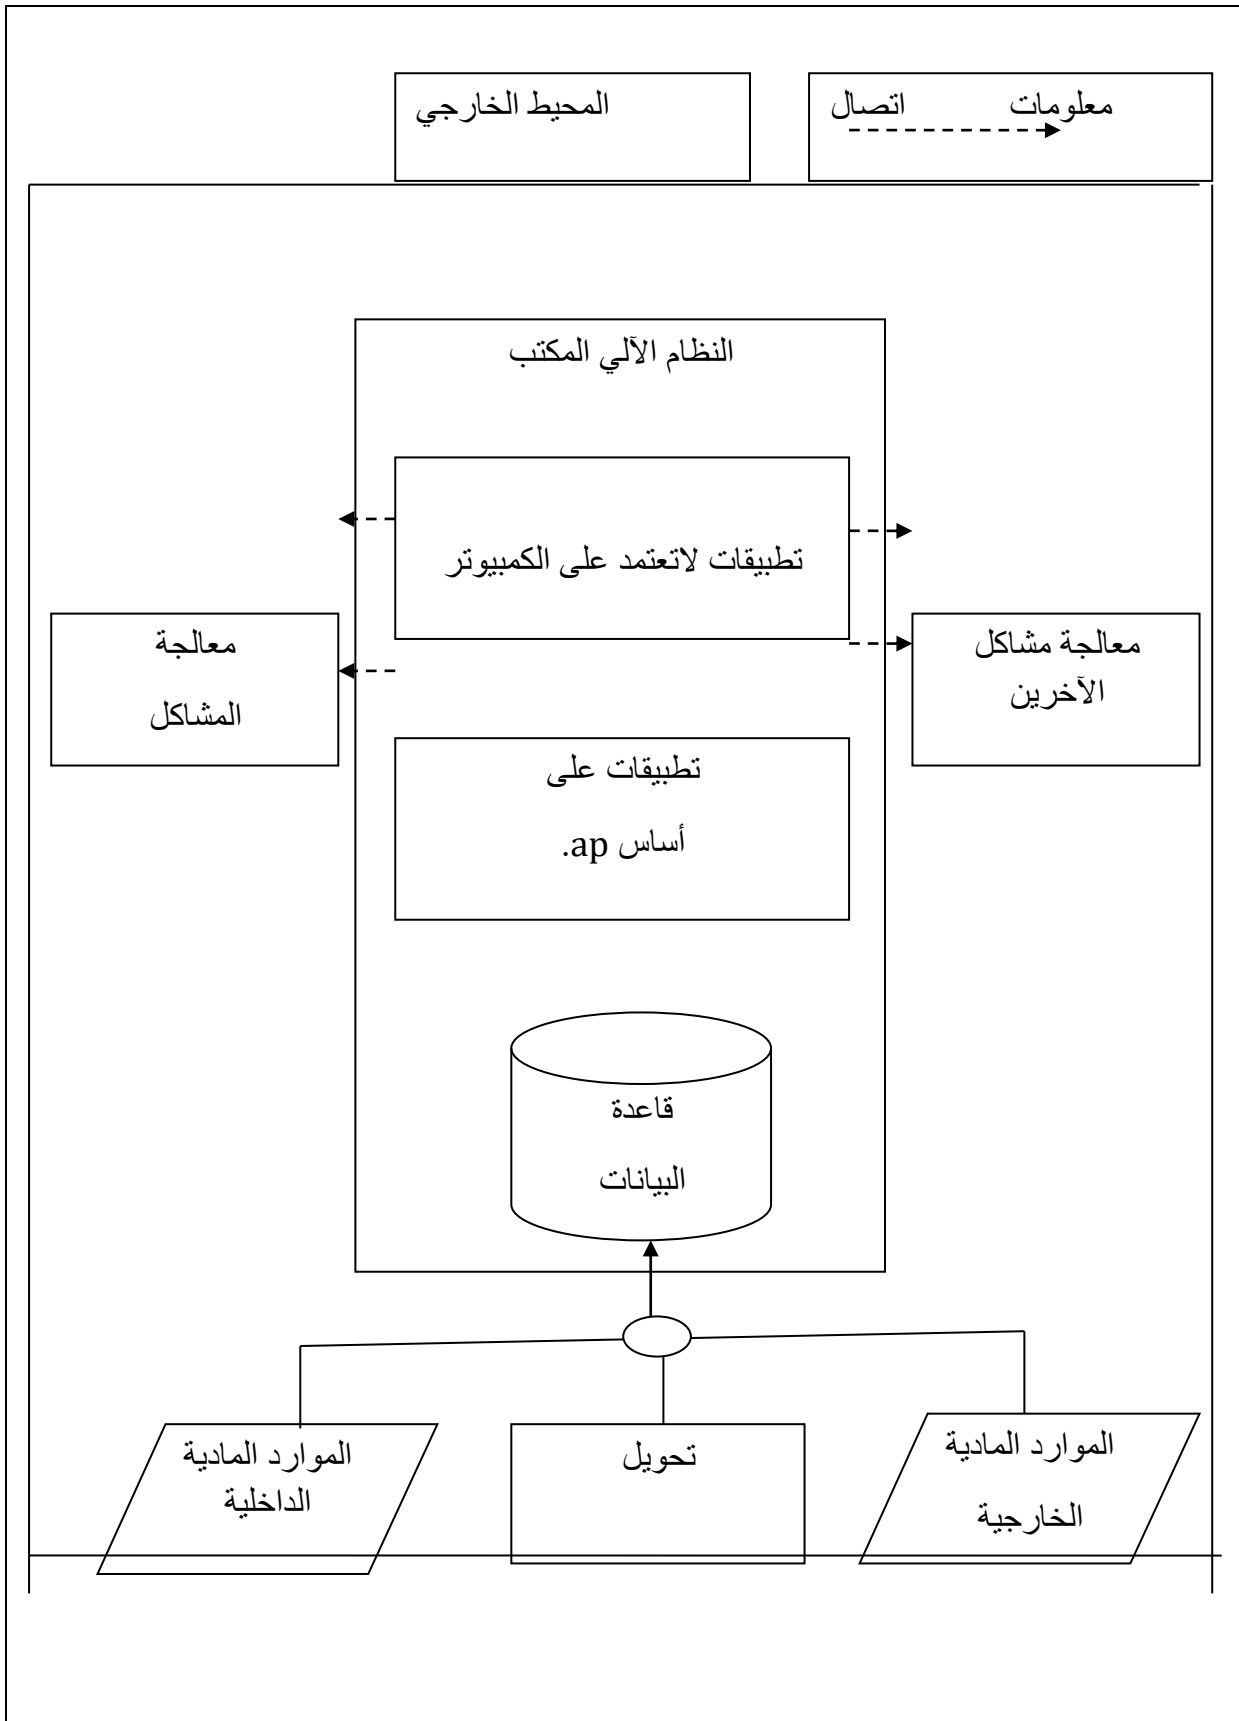 معلومات اتصال
المحيط الخارجي
النظام الآلي المكتب
تطبيقات لاتعتمد على الكمبيوتر
معالجة مشاكل
الآخرين
معالجة
المشاكل
تطبيقات على
أساس ap.
قاعدة
البيانات
الموارد المادية
الخارجية
تحويل
الموارد المادية
الداخلية